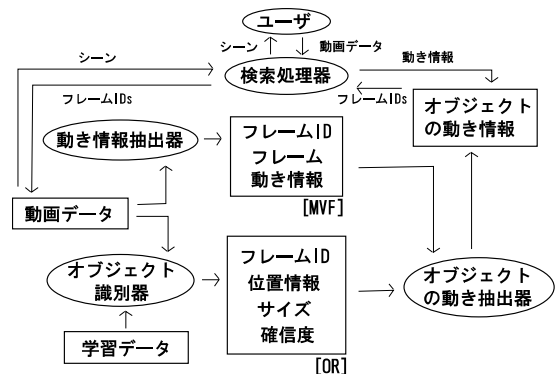 ユーザ
シーン
動画データ
シーン
検索処理器
動き情報
フレームIDs
フレームIDs
オブジェクト
の動き情報
動き情報抽出器
フレームID
フレーム
動き情報
[MVF]
動画データ
オブジェクト
識別器
フレームID
位置情報
サイズ
確信度
[OR]
オブジェクト
の動き抽出器
学習データ